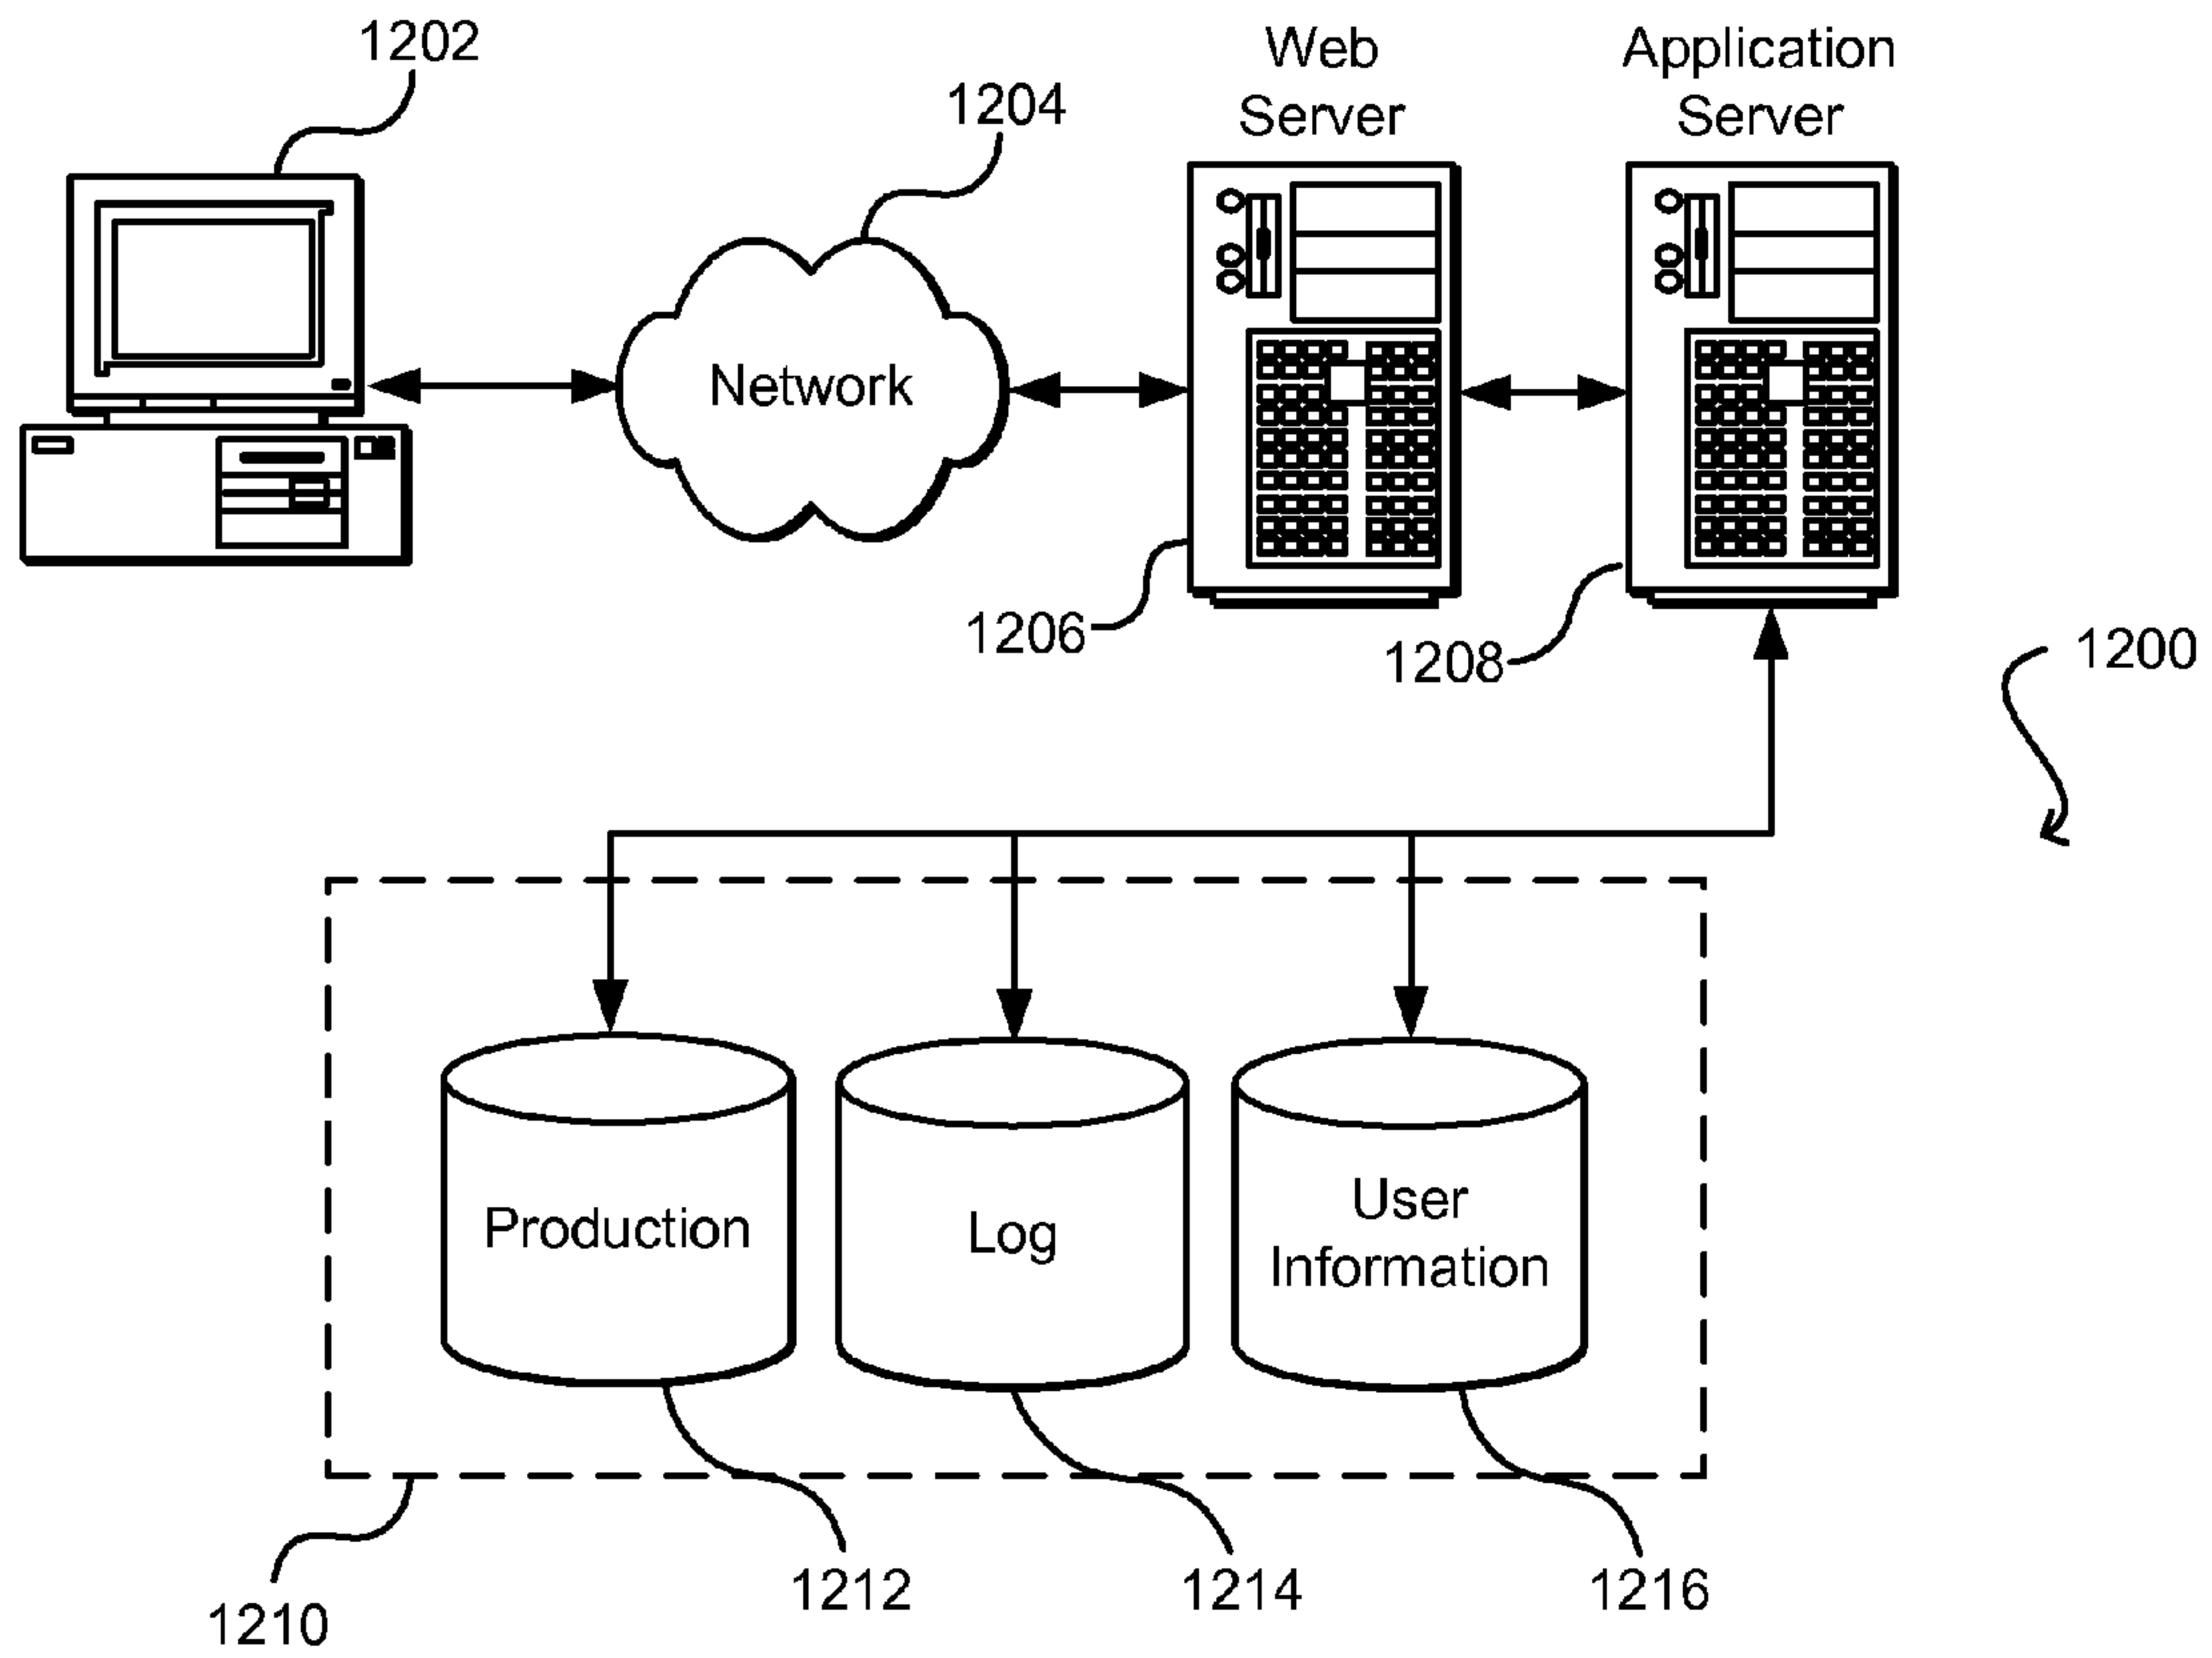 1202
1204
Web
Server
Application
Server
Network
1206
1208
1200
Production
Log
User
Information
1210
1212
1214
1216